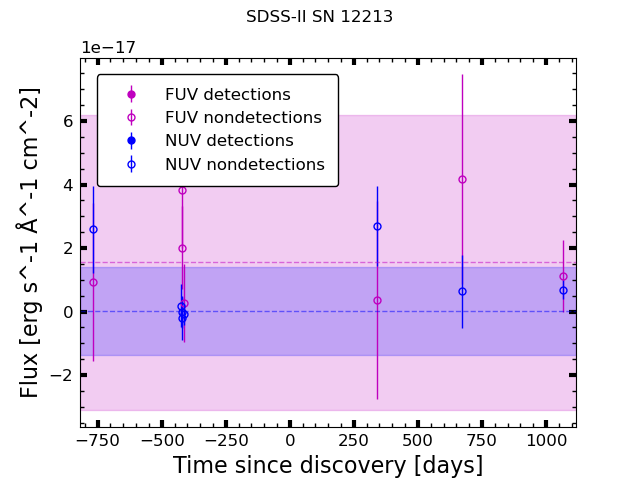 SDSS-II SN 12213
1e−17
FUV detections
FUV nondetections
NUV detections
NUV nondetections
6
4
2
0
−2
Flux [erg s^-1 Å^-1 cm^-2]
−750 −500 −250 0 250 500 750 1000
Time since discovery [days]